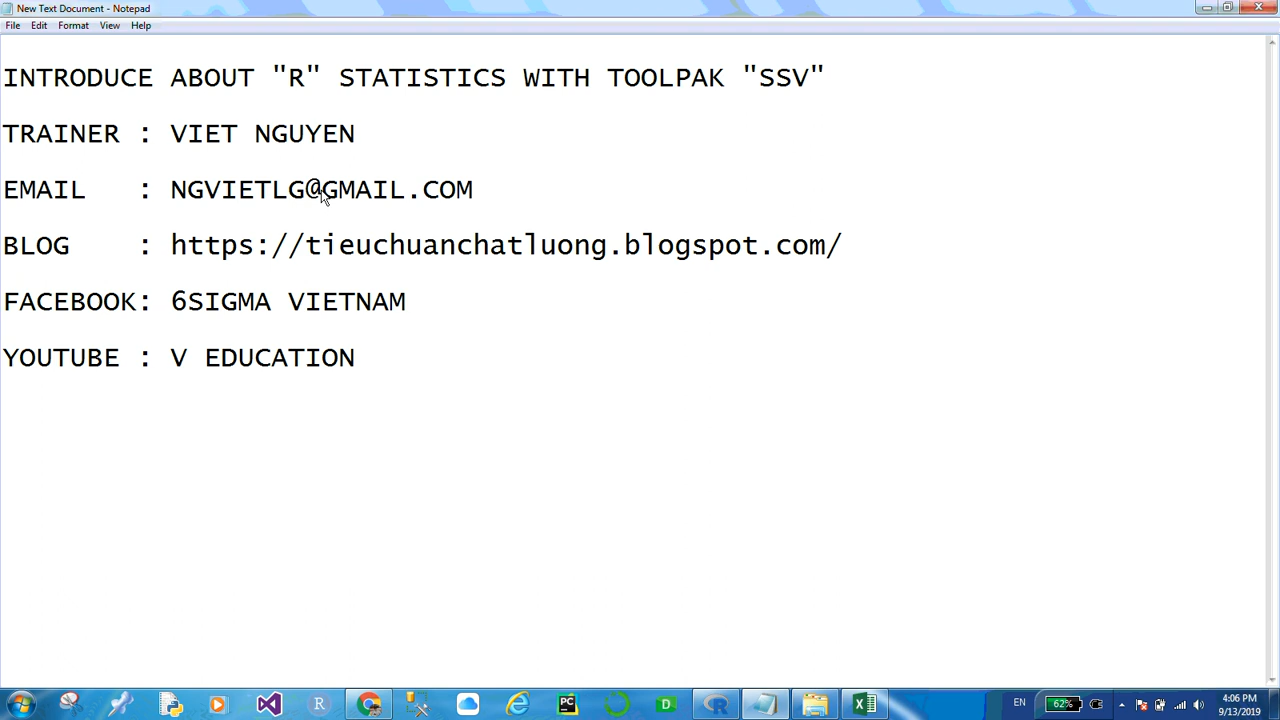 New Text Document - Notepad
File Edit Format View Help
INTRODUCE ABOUT "R" STATISTICS WITH TOOLPAK "SSV"
TRAINER : VIET NGUYEN
EMAIL : NGVIETLG@GMAIL.COM
BLOG : https://tieuchuanchatluong.blogspot.com/
FACEBOOK: 6SIGMA VIETNAM
YOUTUBE : V EDUCATION
R PC D R
EN 62% 4:06 PM
9/13/2019